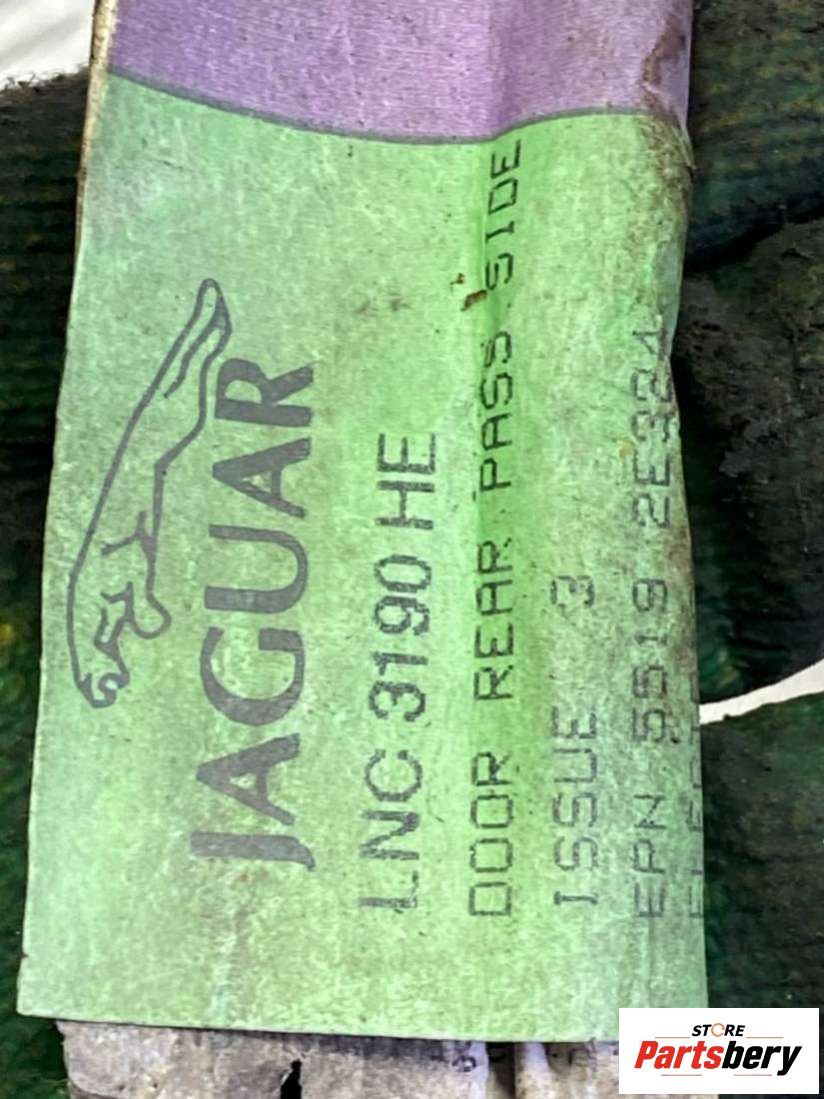 JAGUAR
LNC 3190 HE
DOOR REAR PASS SIDE
ISSUE 3
EPN 5519 2E324
STORE
Partsbery